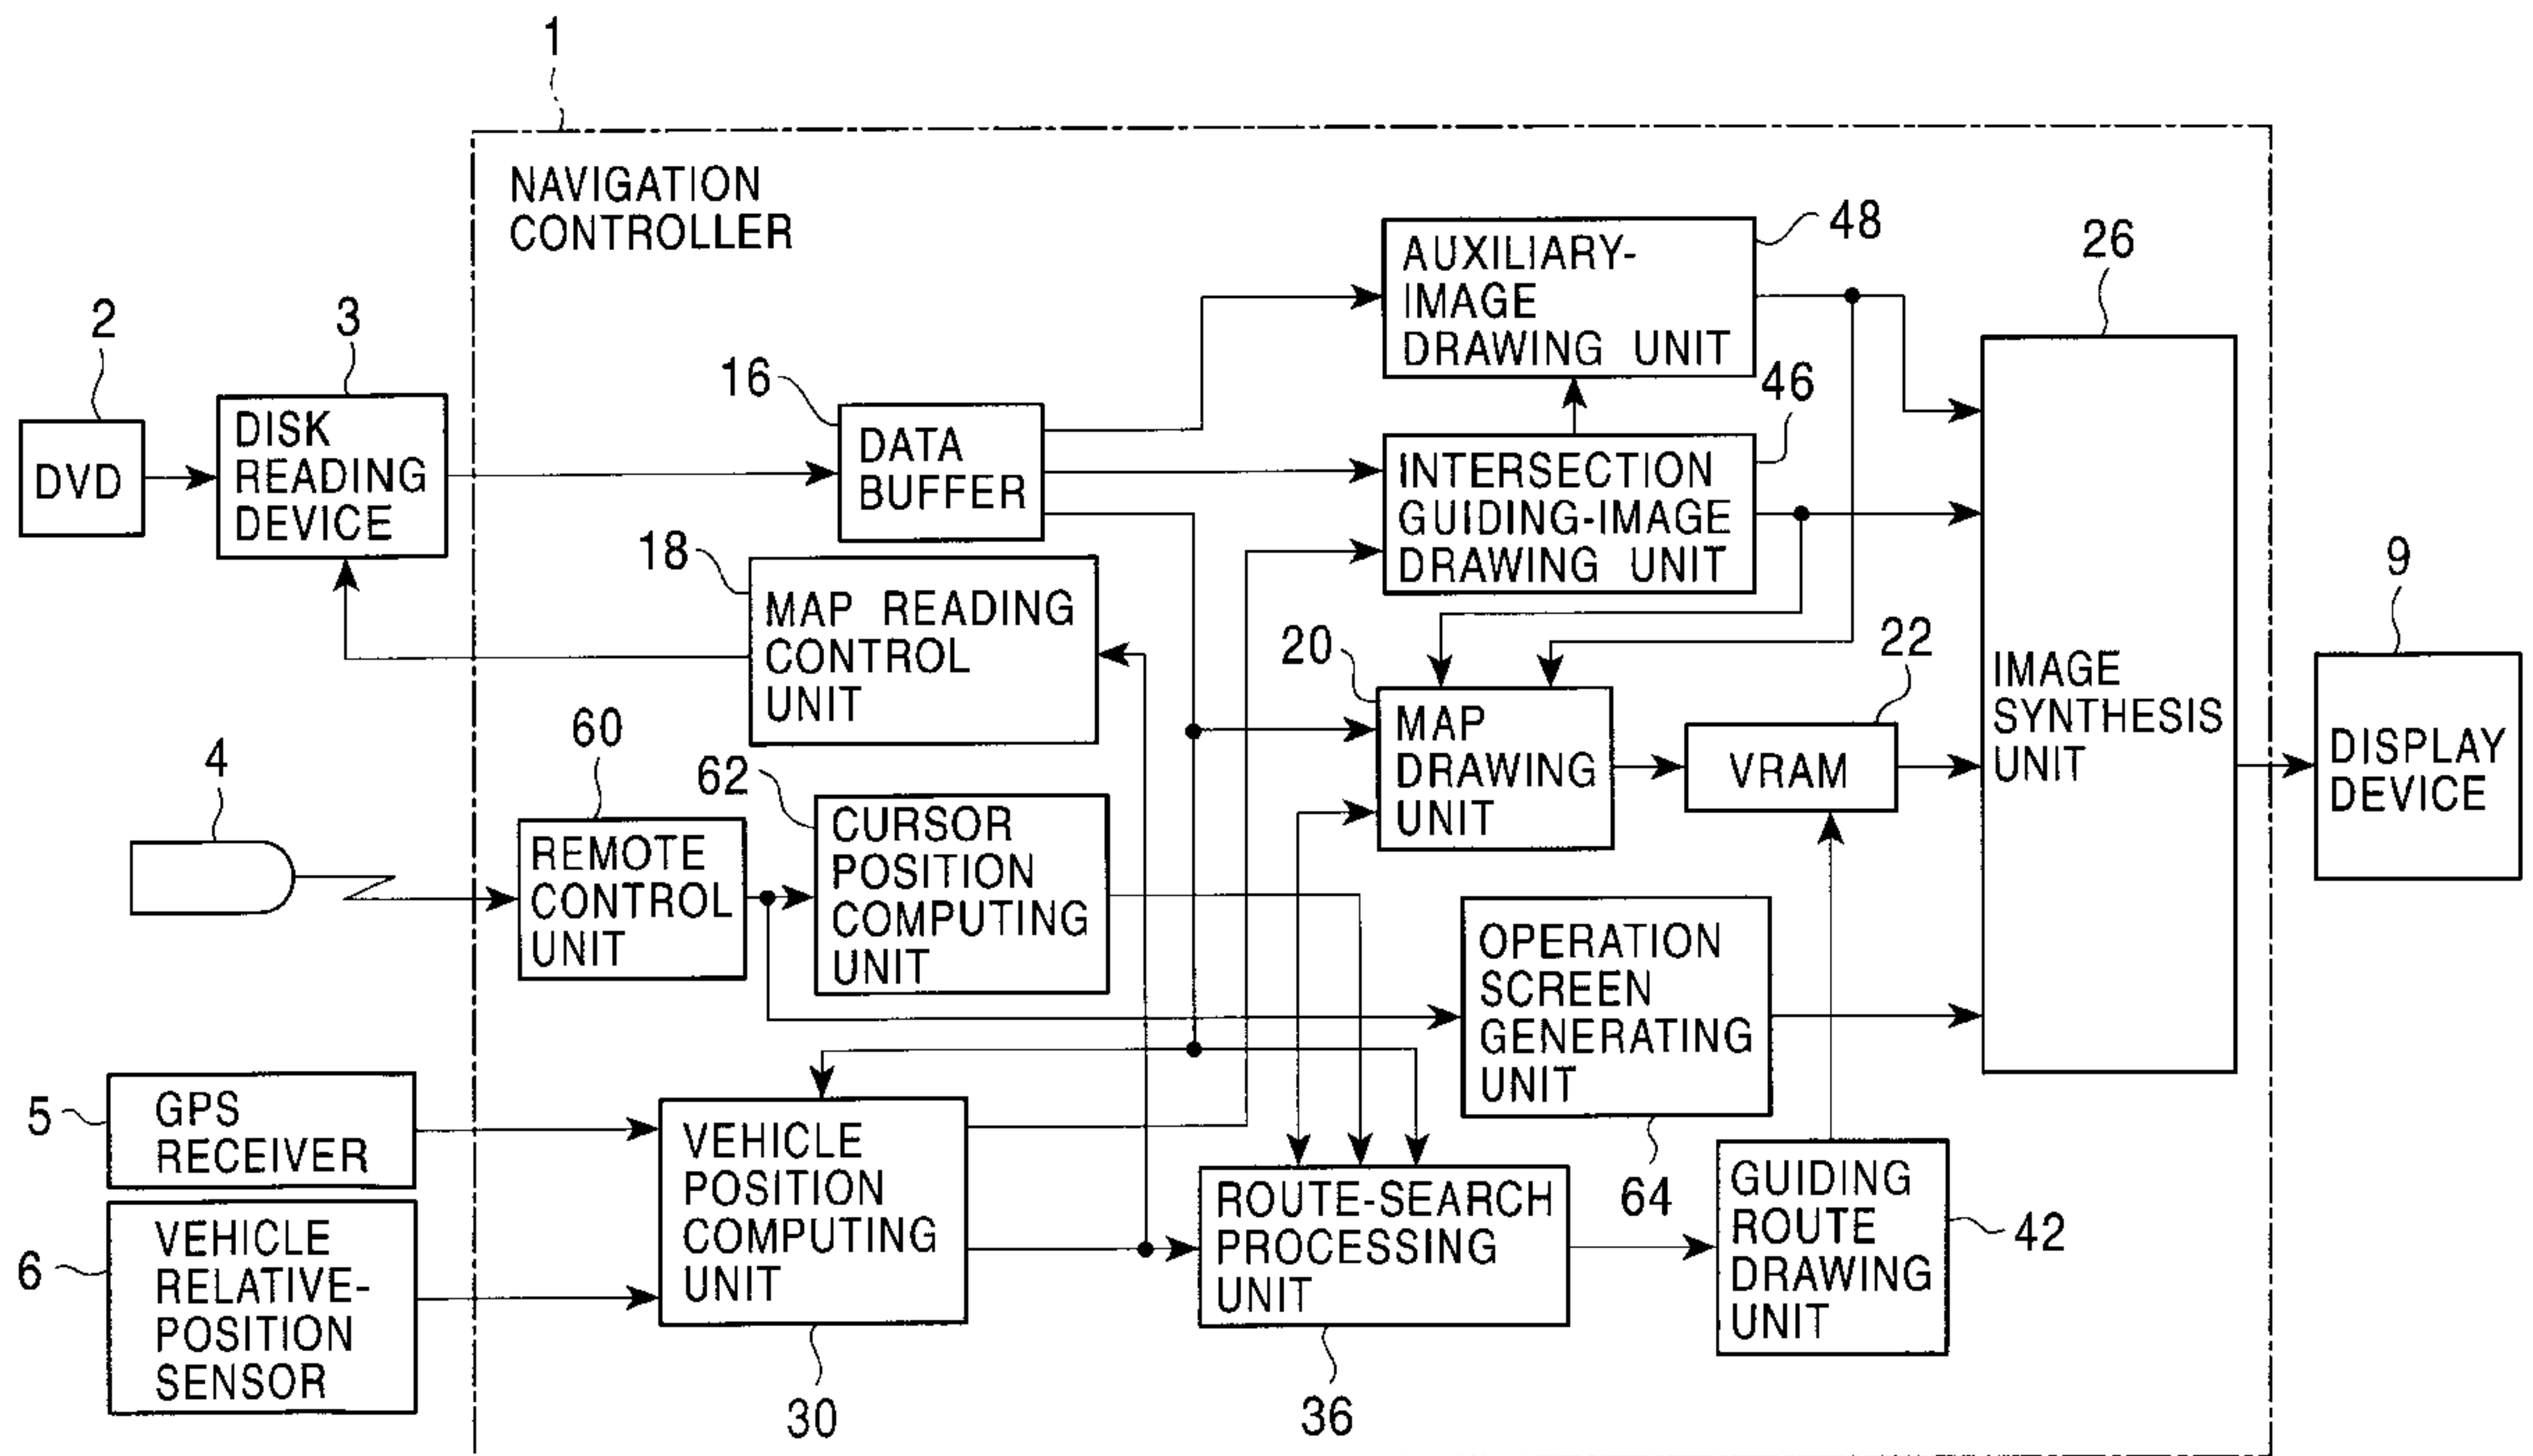 1
NAVIGATION
CONTROLLER
48
AUXILIARY-
IMAGE
DRAWING UNIT
26
2
3
16
46
DVD
DISK
READING
DEVICE
DATA
BUFFER
INTERSECTION
GUIDING-IMAGE
DRAWING UNIT
18
MAP READING
CONTROL
UNIT
9
20
22
MAP
DRAWING
UNIT
VRAM
IMAGE
SYNTHESIS
UNIT
DISPLAY
DEVICE
4
60
62
REMOTE
CONTROL
UNIT
CURSOR
POSITION
COMPUTING
UNIT
OPERATION
SCREEN
GENERATING
UNIT
64
5
GPS
RECEIVER
6
VEHICLE
RELATIVE-
POSITION
SENSOR
VEHICLE
POSITION
COMPUTING
UNIT
30
ROUTE-SEARCH
PROCESSING
UNIT
36
GUIDING
ROUTE
DRAWING
UNIT
42